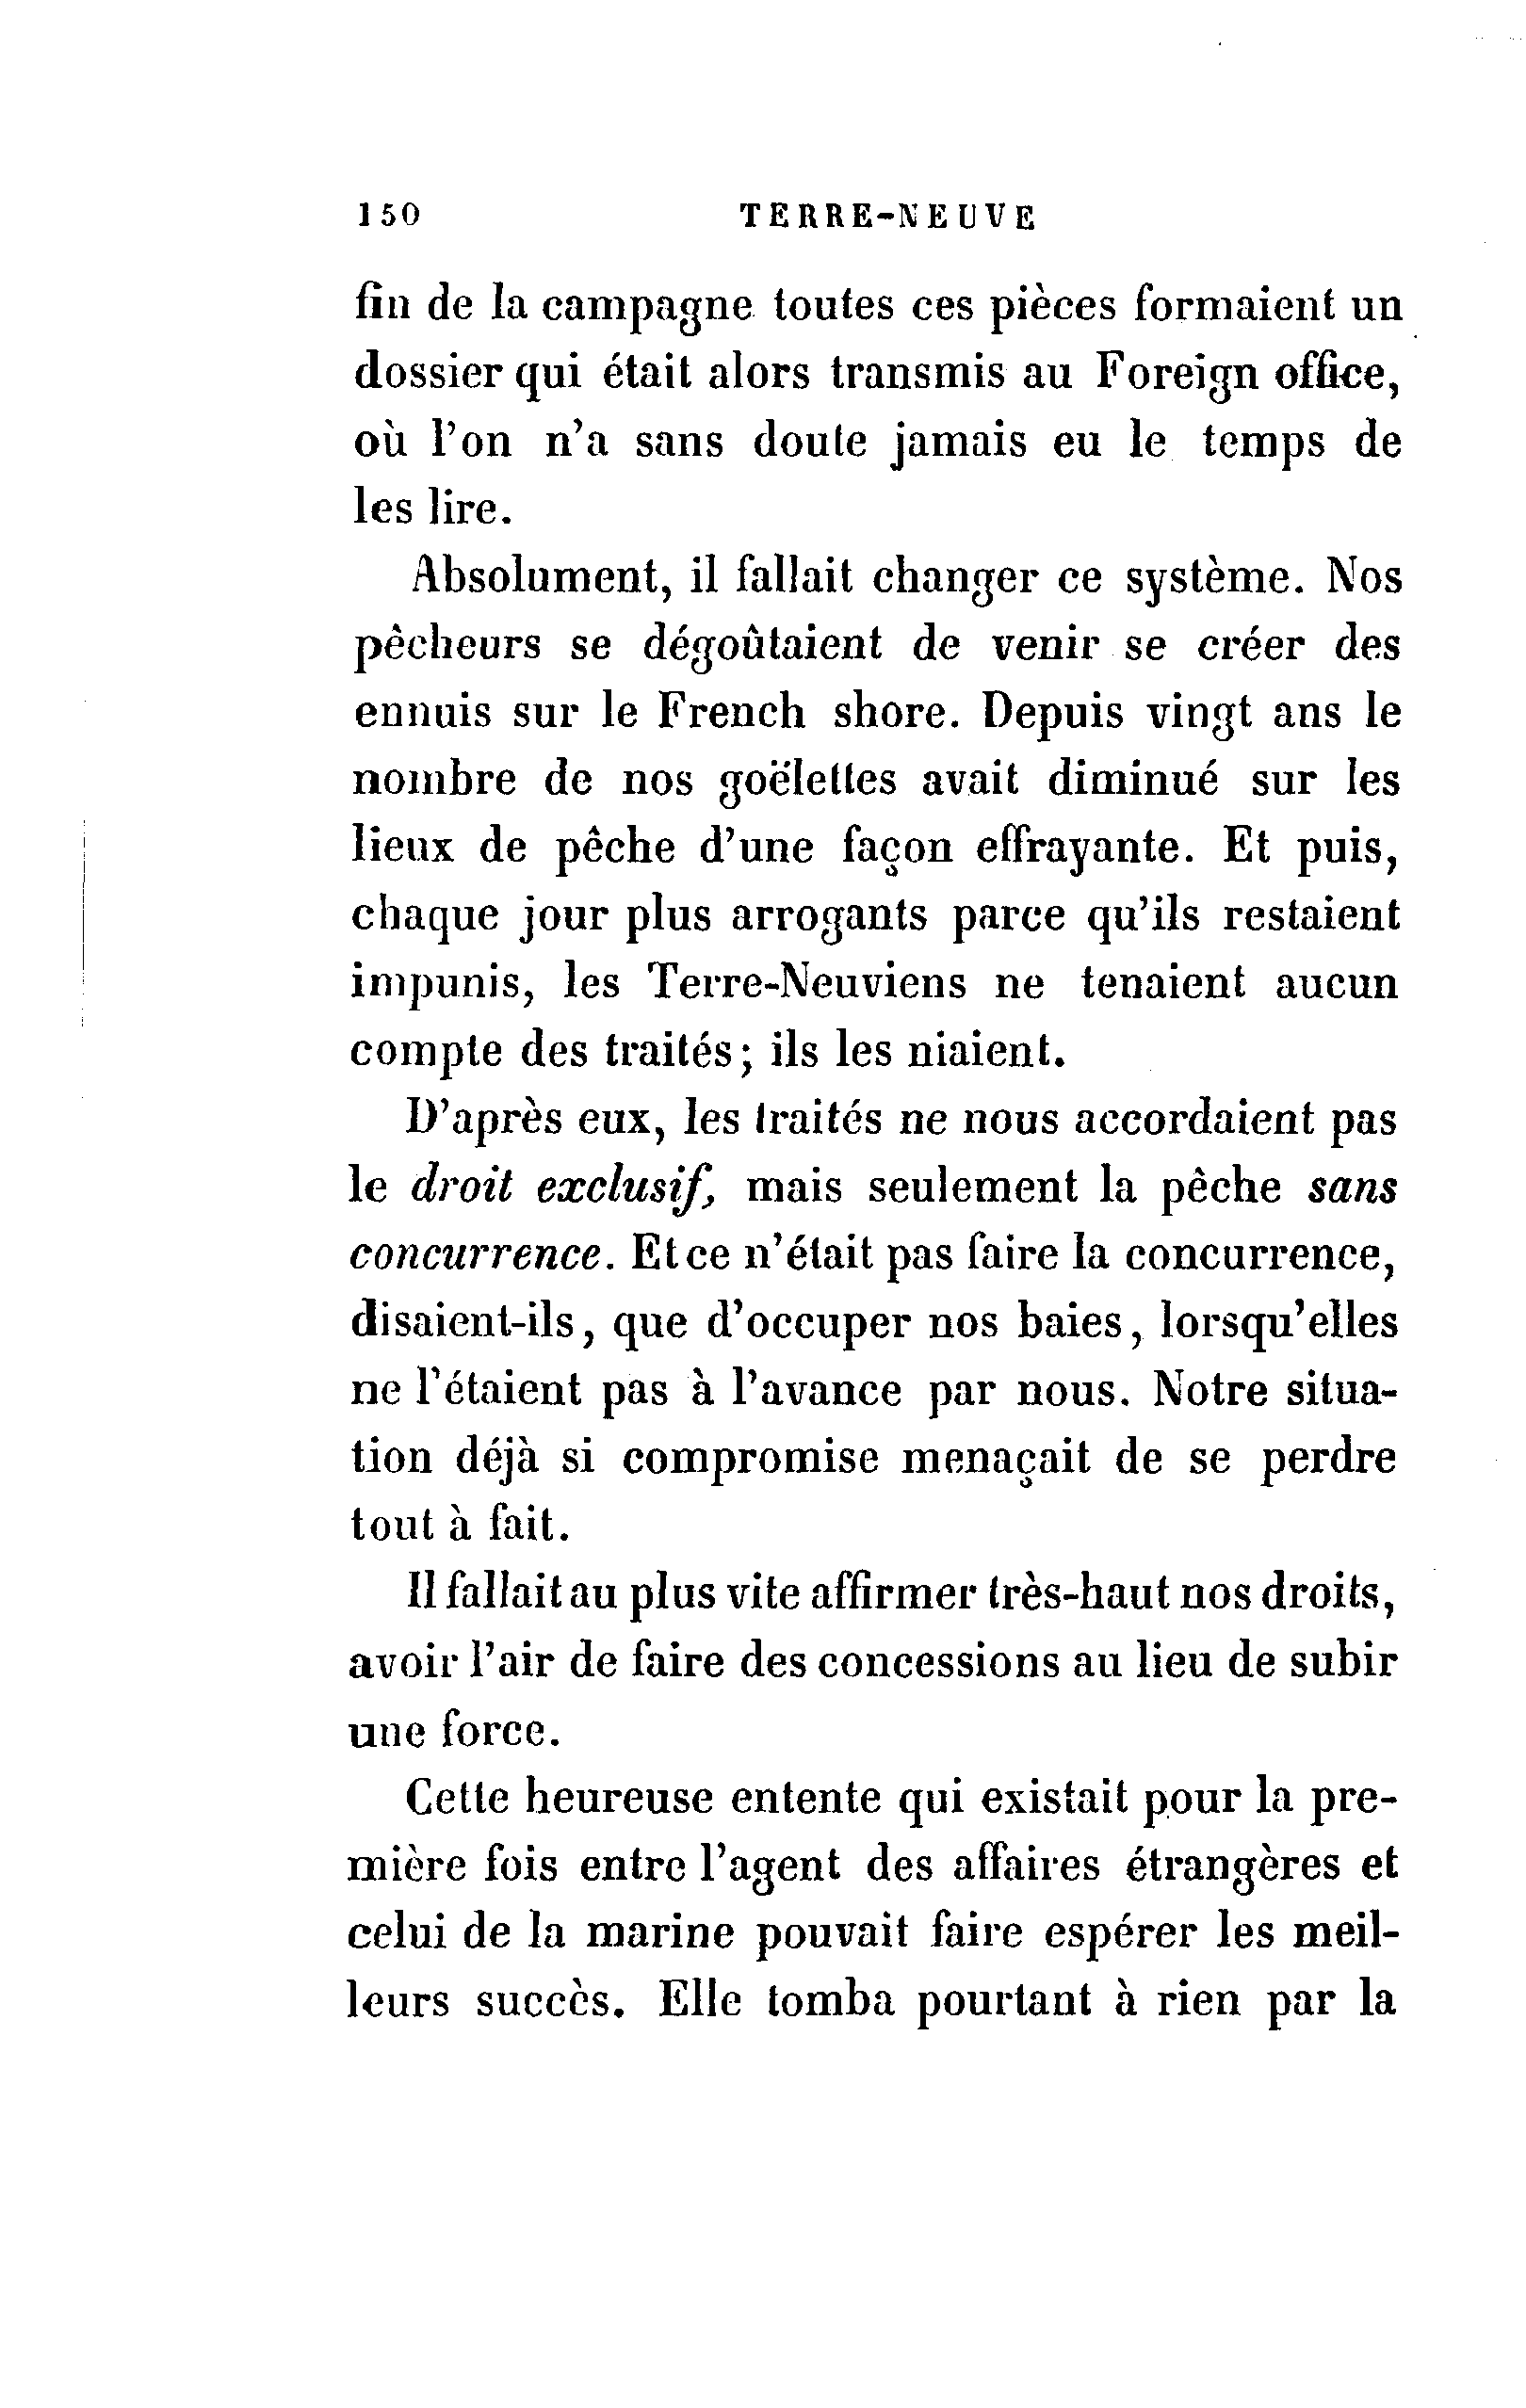 150 TERRE-NEUVE
fin de la campagne toutes ces pièces formaient un
dossier qui était alors transmis au Foreign office,
où l'on n'a sans doute jamais eu le temps de
les lire.
Absolument, il fallait changer ce système. Nos
pêcheurs se dégoûtaient de venir se créer des
ennuis sur le French shore. Depuis vingt ans le
nombre de nos goëlettes avait diminué sur les
lieux de pêche d'une façon effrayante. Et puis,
chaque jour plus arrogants parce qu'ils restaient
impunis, les Terre-Neuviens ne tenaient aucun
compte des traités; ils les niaient.
D'après eux, les traités ne nous accordaient pas
le droit exclusif, mais seulement la pêche sans
concurrence. Et ce n'était pas faire la concurrence,
disaient-ils, que d'occuper nos baies, lorsqu'elles
ne l'étaient pas à l'avance par nous. Notre situa-
tion déjà si compromise menaçait de se perdre
tout à fait.
Il fallait au plus vite affirmer très-haut nos droits,
avoir l'air de faire des concessions au lieu de subir
une force.
Cette heureuse entente qui existait pour la pre-
mière fois entre l'agent des affaires étrangères et
celui de la marine pouvait faire espérer les meil-
leurs succès. Elle tomba pourtant à rien par la